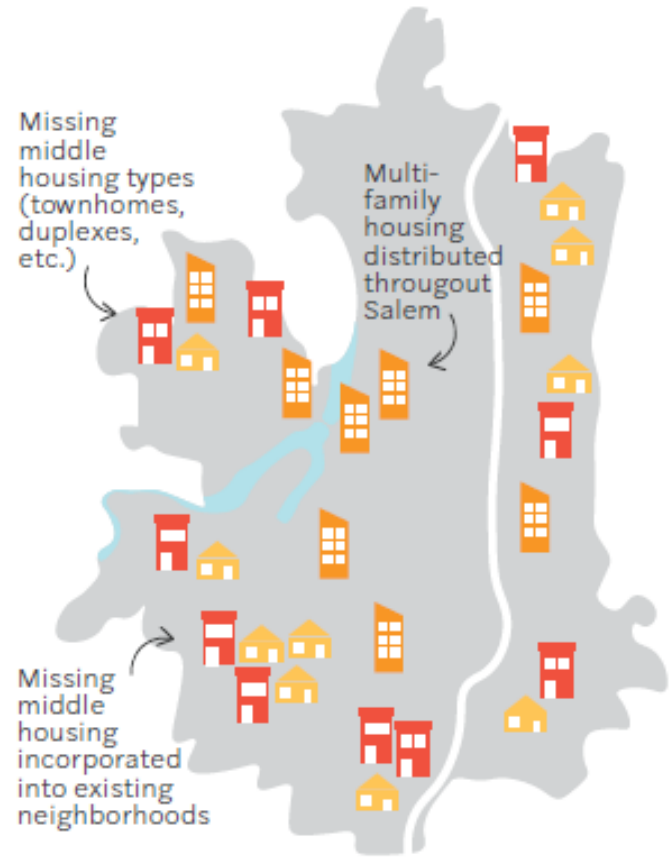 Missing
middle
housing types
(townhomes,
duplexes,
etc.)
Multi-
family
housing
distributed
througout
Salem
Missing
middle
housing
incorporated
into existing
neighborhoods